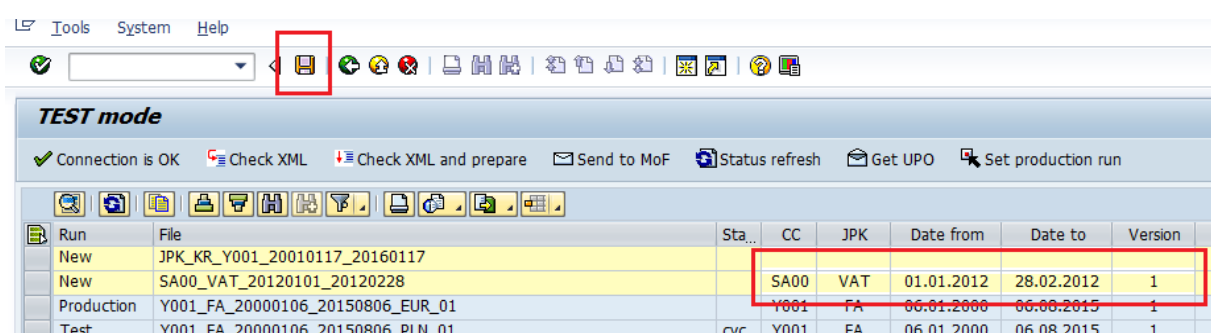 Tools System Help
TEST mode
Connection is OK Check XML Check XML and prepare Send to MoF Status refresh Get UPO Set production run
Run File Sta... CC JPK Date from Date to Version
New JPK_KR_Y001_20010117_20160117
New SA00_VAT_20120101_20120228 SA00 VAT 01.01.2012 28.02.2012 1
Production Y001_FA_20000106_20150806_EUR_01 Y001 FA 06.01.2000 06.08.2015 1
Test Y001_FA_20000106_20150806_PLN_01 CVC Y001 FA 06.01.2000 06.08.2015 1